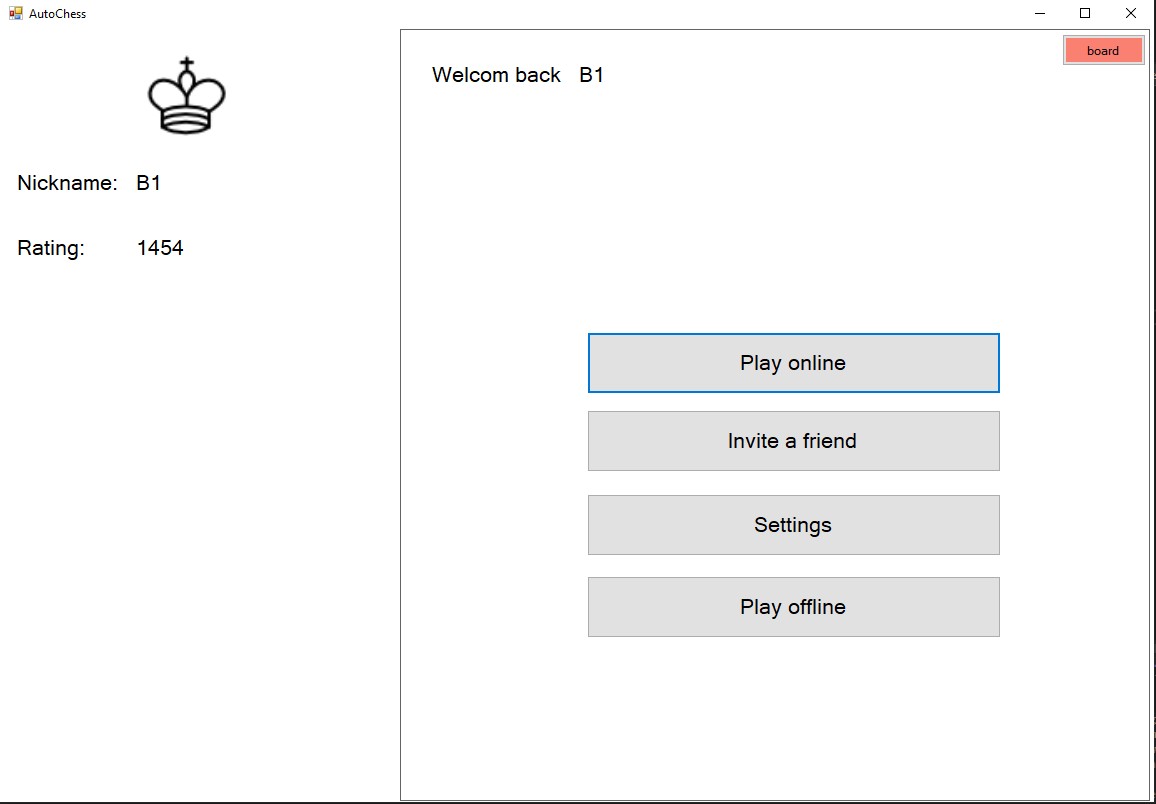 AutoChess
board
Welcom back B1
Nickname: B1
Rating: 1454
Play online
Invite a friend
Settings
Play offline